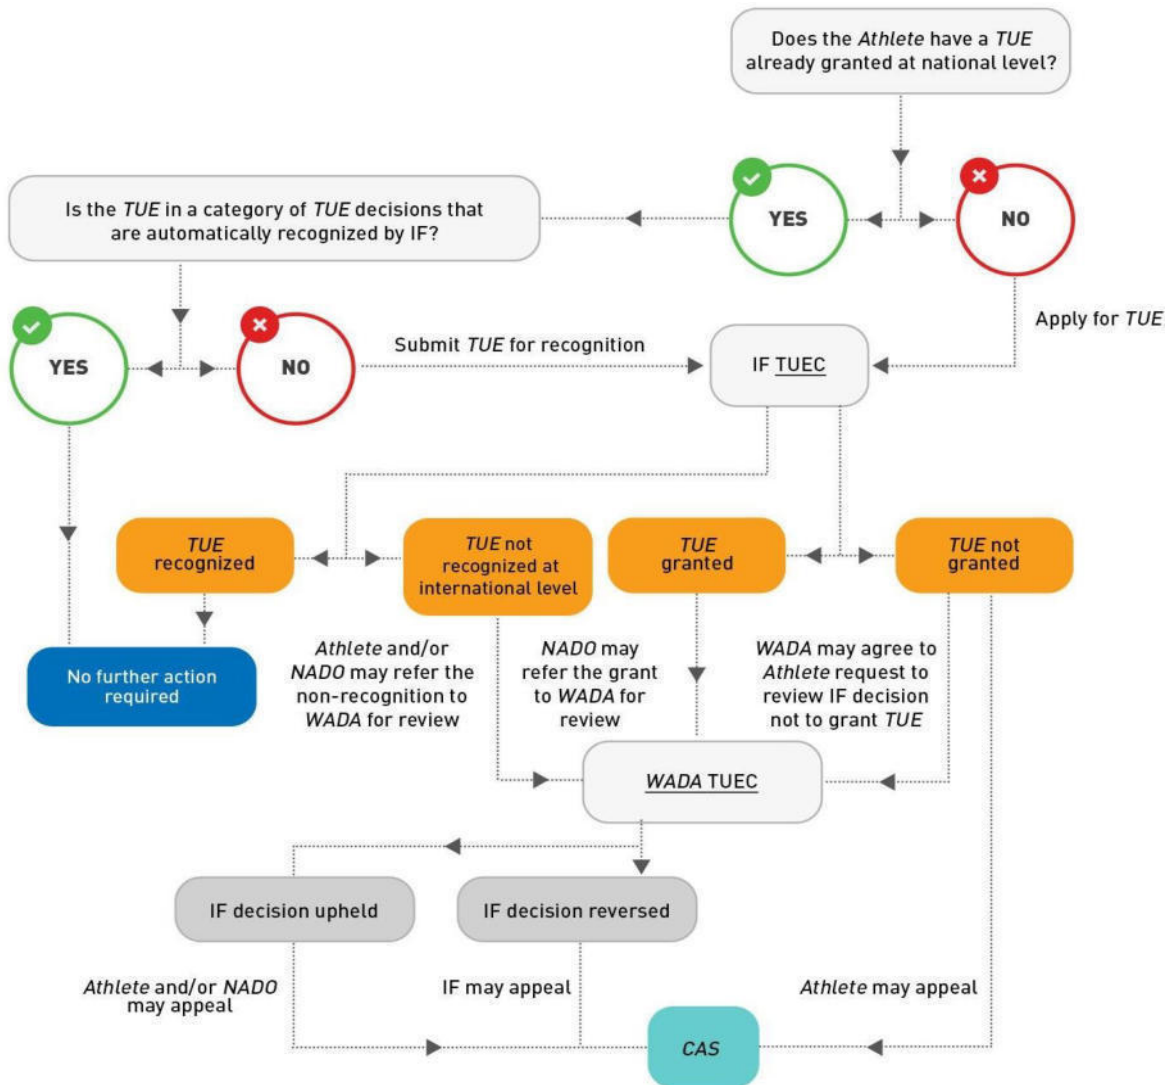 Does the Athlete have a TUE
already granted at national level?
YES
NO
Is the TUE in a category of TUE decisions that
are automatically recognized by IF?
YES
NO
Submit TUE for recognition
Apply for TUE
IF TUEC
TUE
recognized
TUE not
recognized at
international level
TUE
granted
TUE not
granted
No further action
required
Athlete and/or
NADO may refer the
non-recognition to
WADA for review
NADO may
refer the grant
to WADA for
review
WADA may agree to
Athlete request to
review IF decision
not to grant TUE
WADA TUEC
IF decision upheld
IF decision reversed
Athlete and/or NADO
may appeal
IF may appeal
Athlete may appeal
CAS